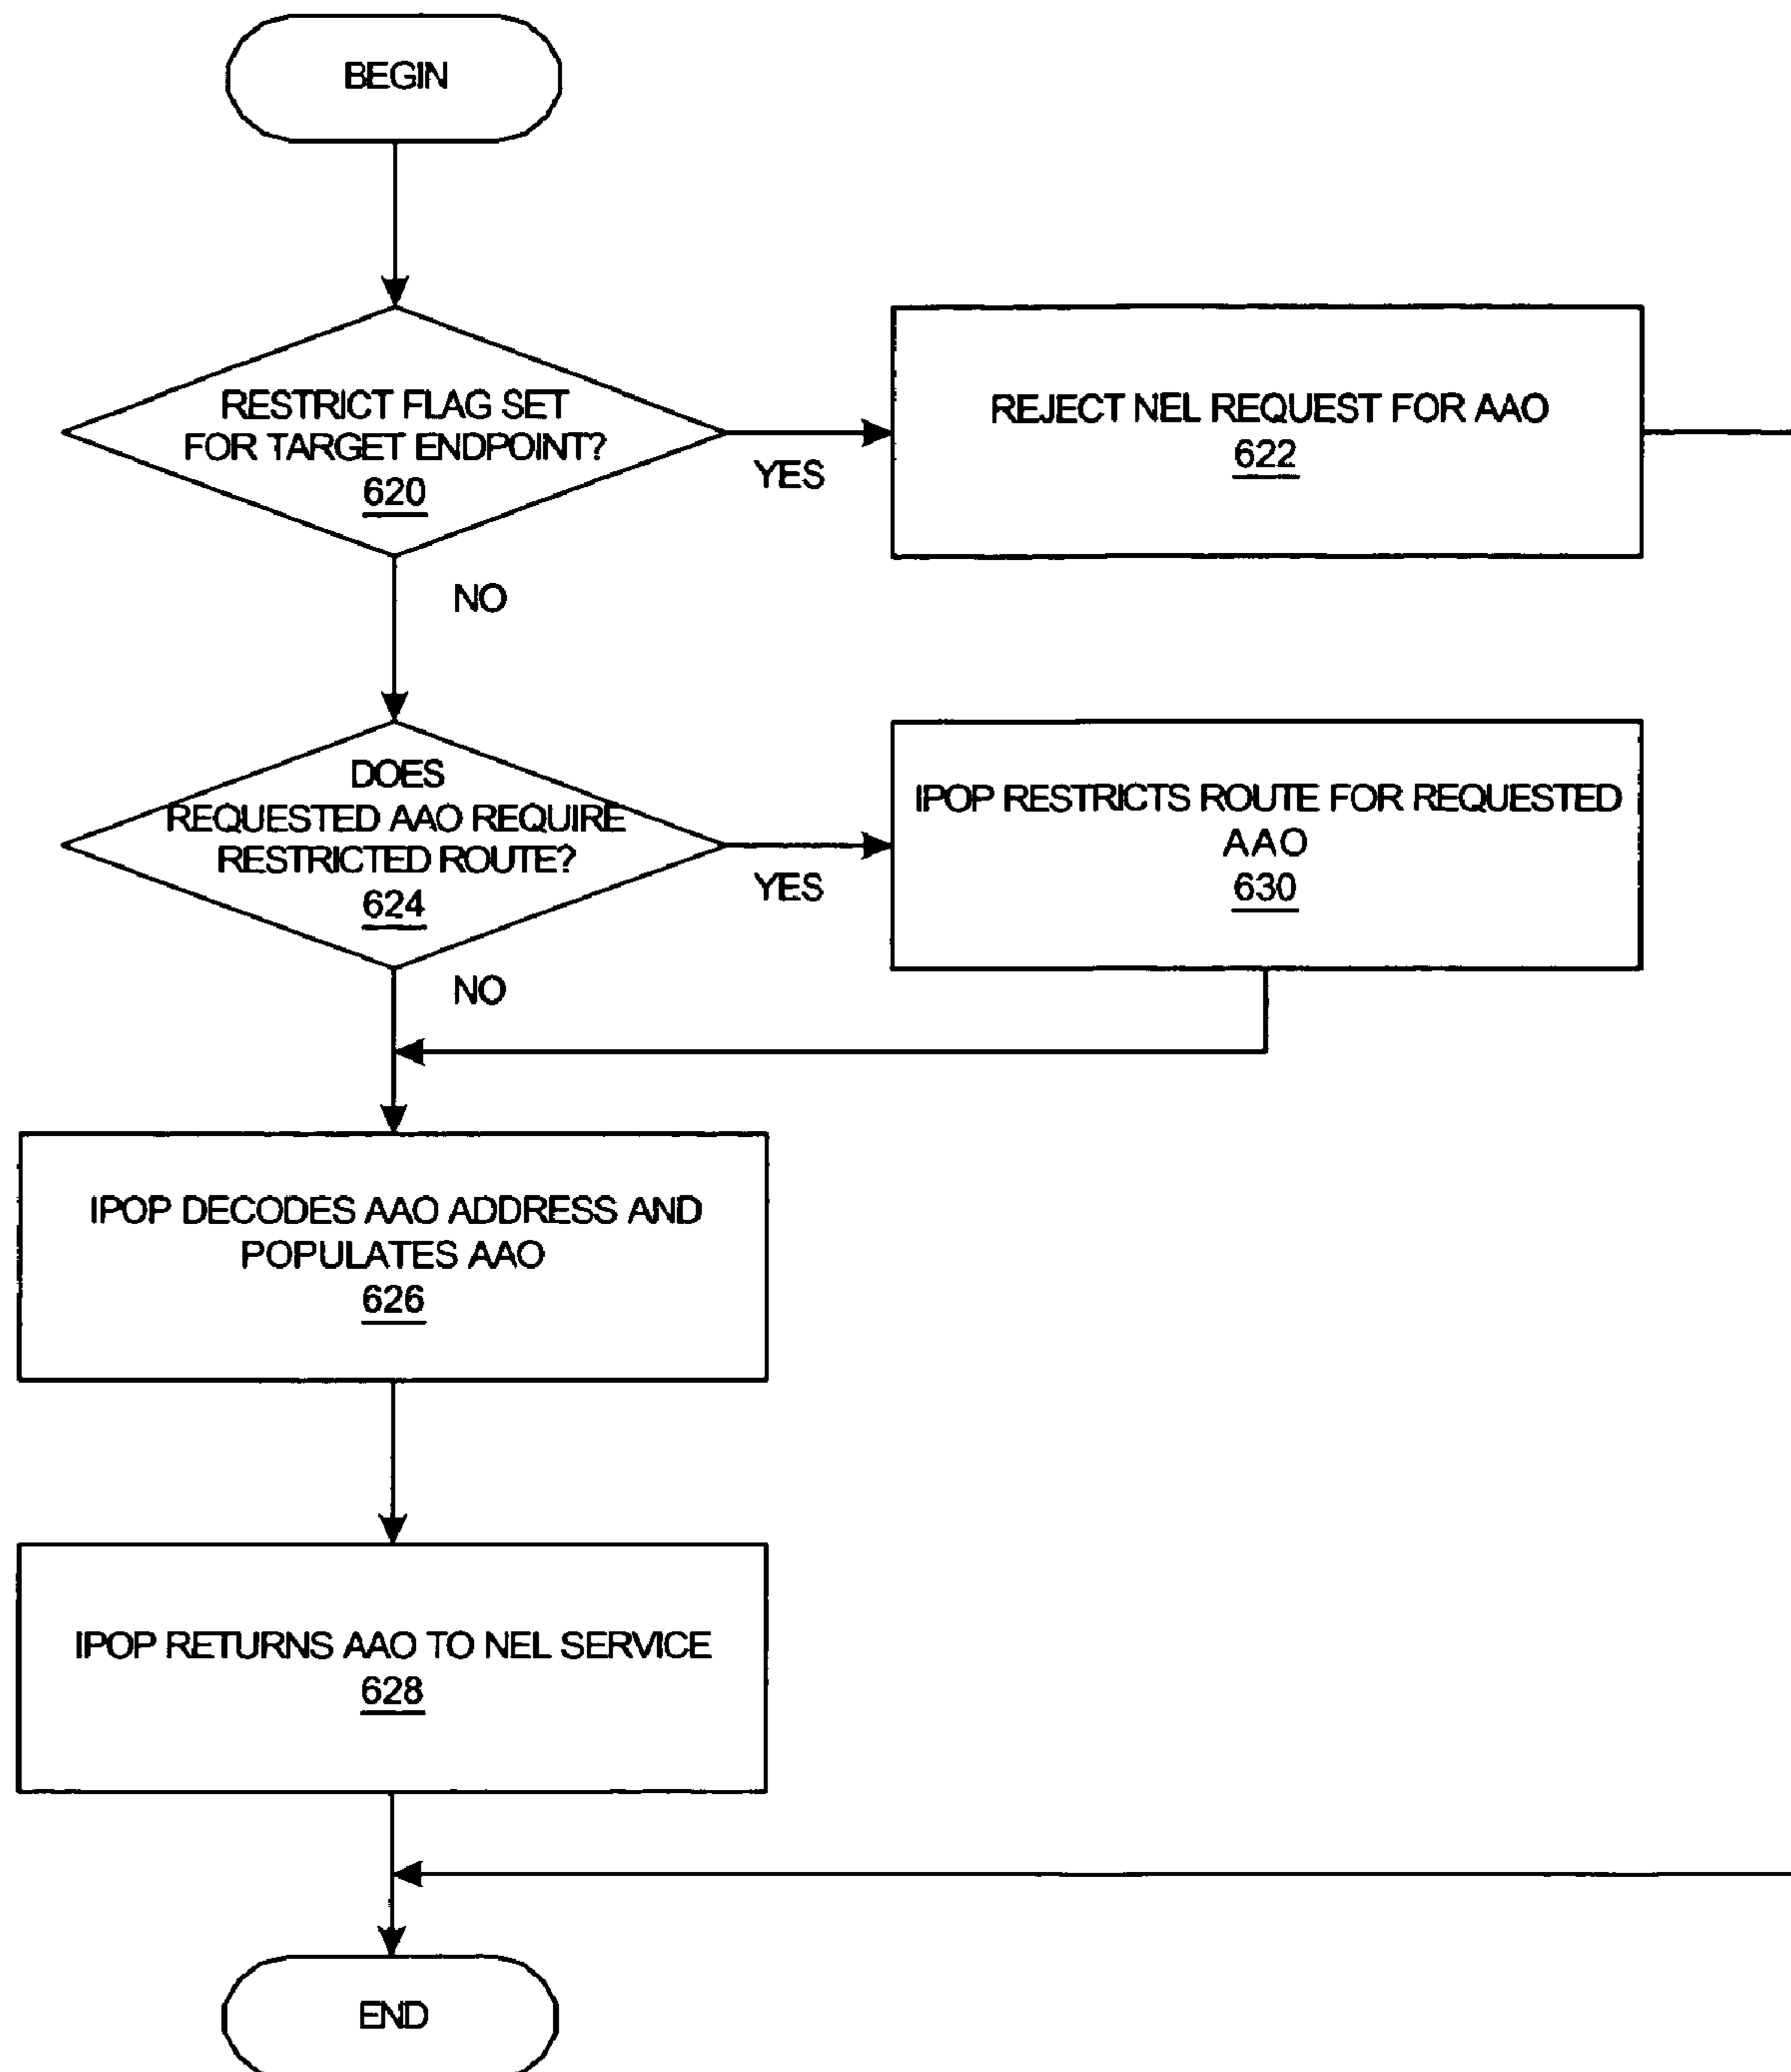 BEGIN
RESTRICT FLAG SET
FOR TARGET ENDPOINT?
620
YES
REJECT NEL REQUEST FOR AAO
622
NO
DOES
REQUESTED AAO REQUIRE
RESTRICTED ROUTE?
624
YES
IPOP RESTRICTS ROUTE FOR REQUESTED
AAO
630
NO
IPOP DECODES AAO ADDRESS AND
POPULATES AAO
626
IPOP RETURNS AAO TO NEL SERVICE
628
END